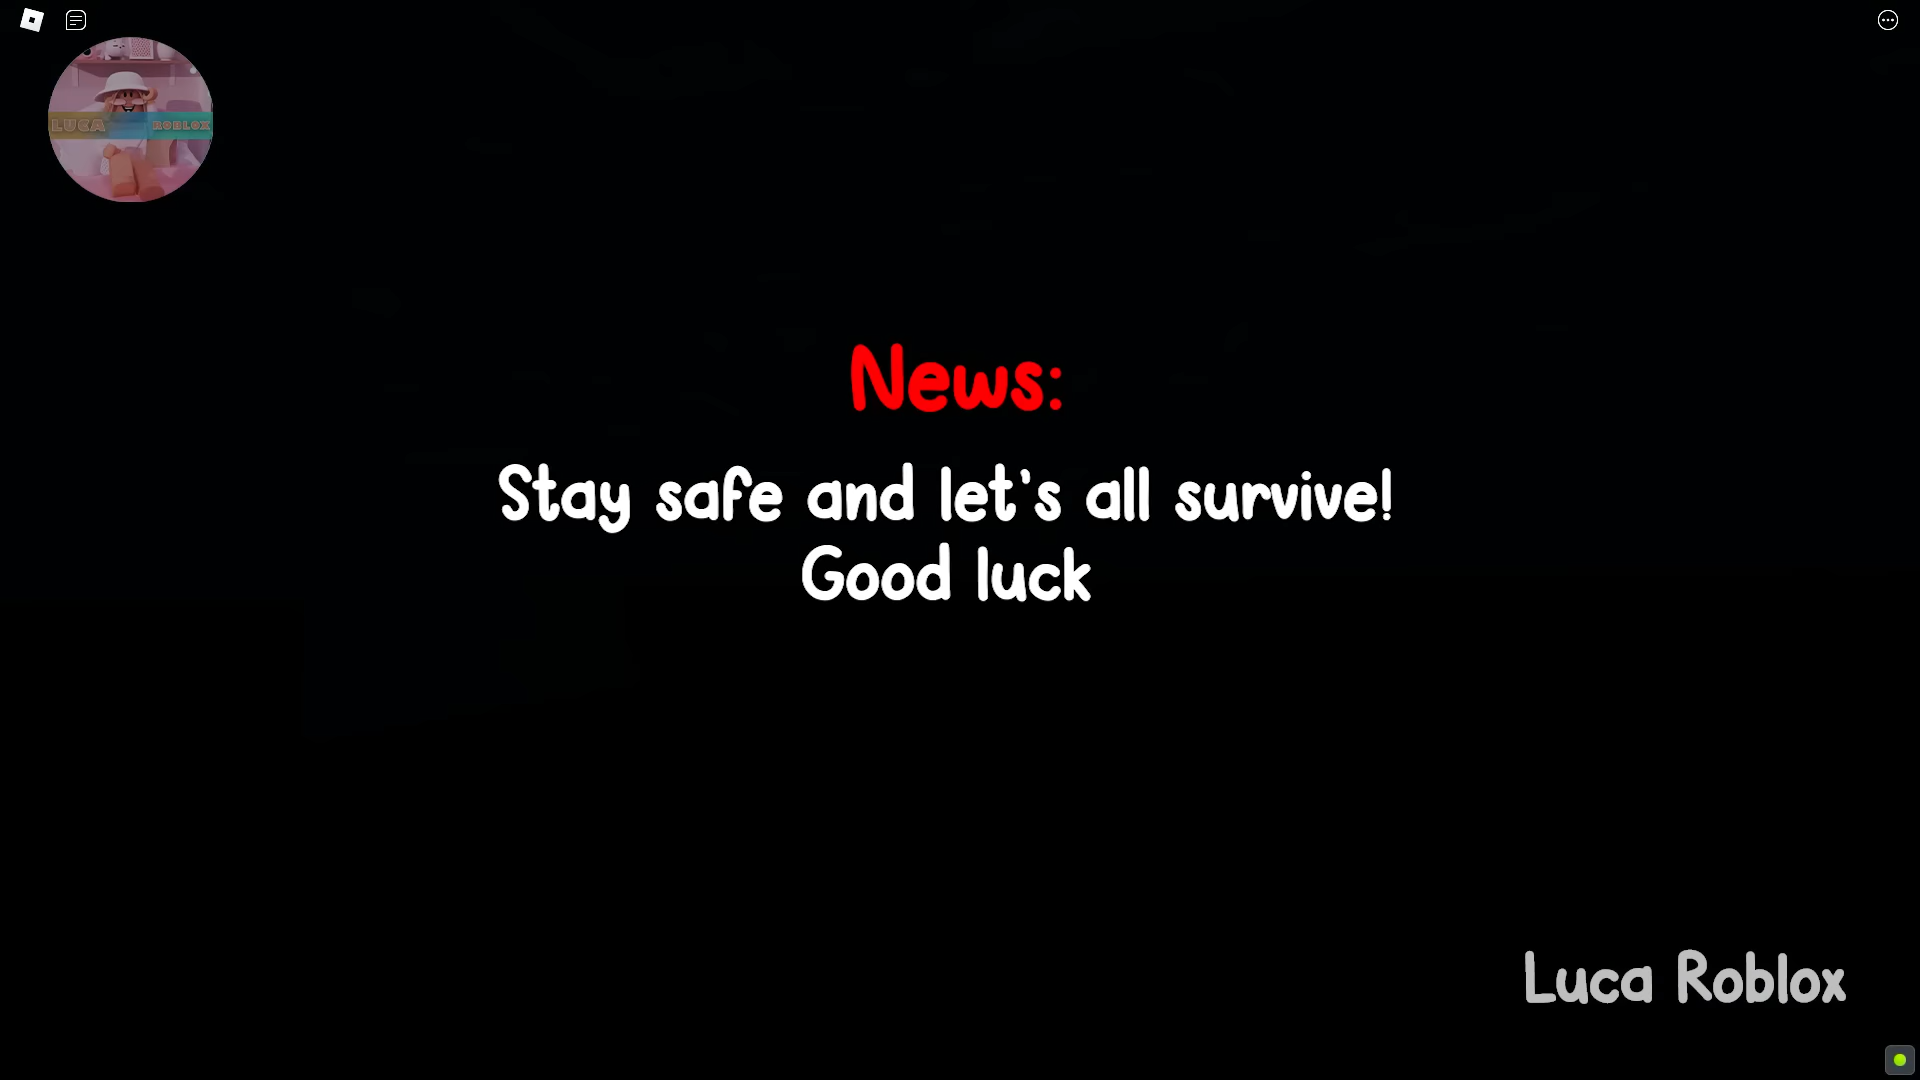 LUCA ROBLOX
News:
Stay safe and let's all survive!
Good luck
Luca Roblox